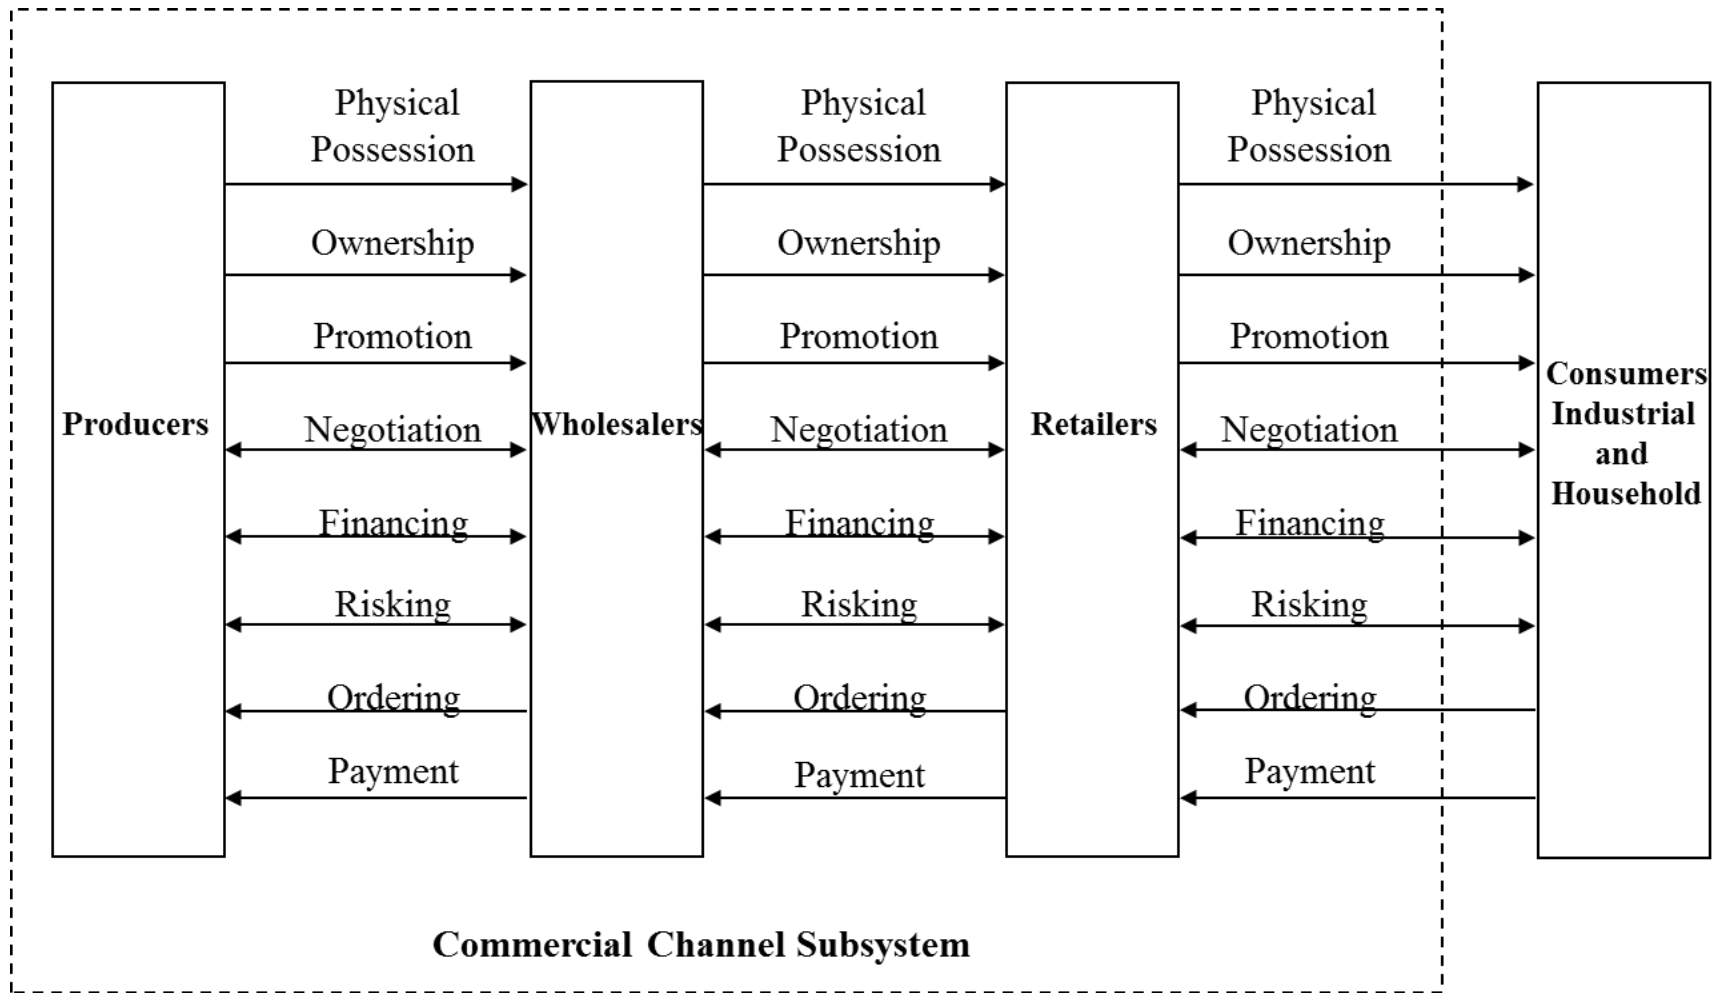 Physical
Possession
Physical
Possession
Physical
Possession
Ownership
Ownership
Ownership
Promotion
Promotion
Promotion
Producers
Negotiation
Wholesalers
Negotiation
Retailers
Negotiation
Consumers
Industrial
and
Household
Financing
Financing
Financing
Risking
Risking
Risking
Ordering
Ordering
Ordering
Payment
Payment
Payment
Commercial Channel Subsystem